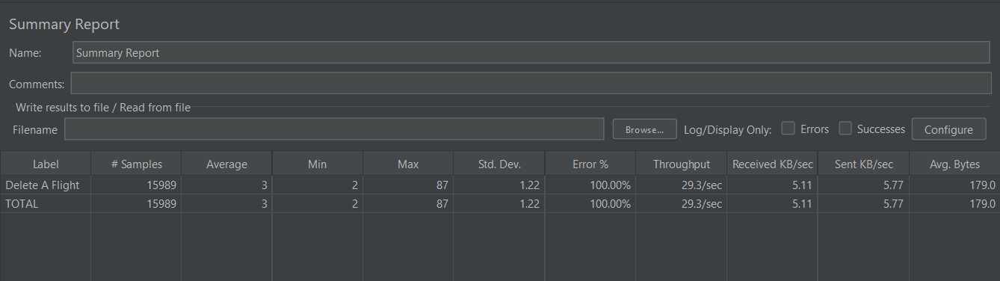 Summary Report
Name: Summary Report
Comments:
Write results to file / Read from file
Filename Browse... Log/Display Only: Errors Successes Configure
Label # Samples Average Min Max Std. Dev. Error % Throughput Received KB/sec Sent KB/sec Avg. Bytes
Delete A Flight 15989 3 2 87 1.22 100.00% 29.3/sec 5.11 5.77 179.0
TOTAL 15989 3 2 87 1.22 100.00% 29.3/sec 5.11 5.77 179.0